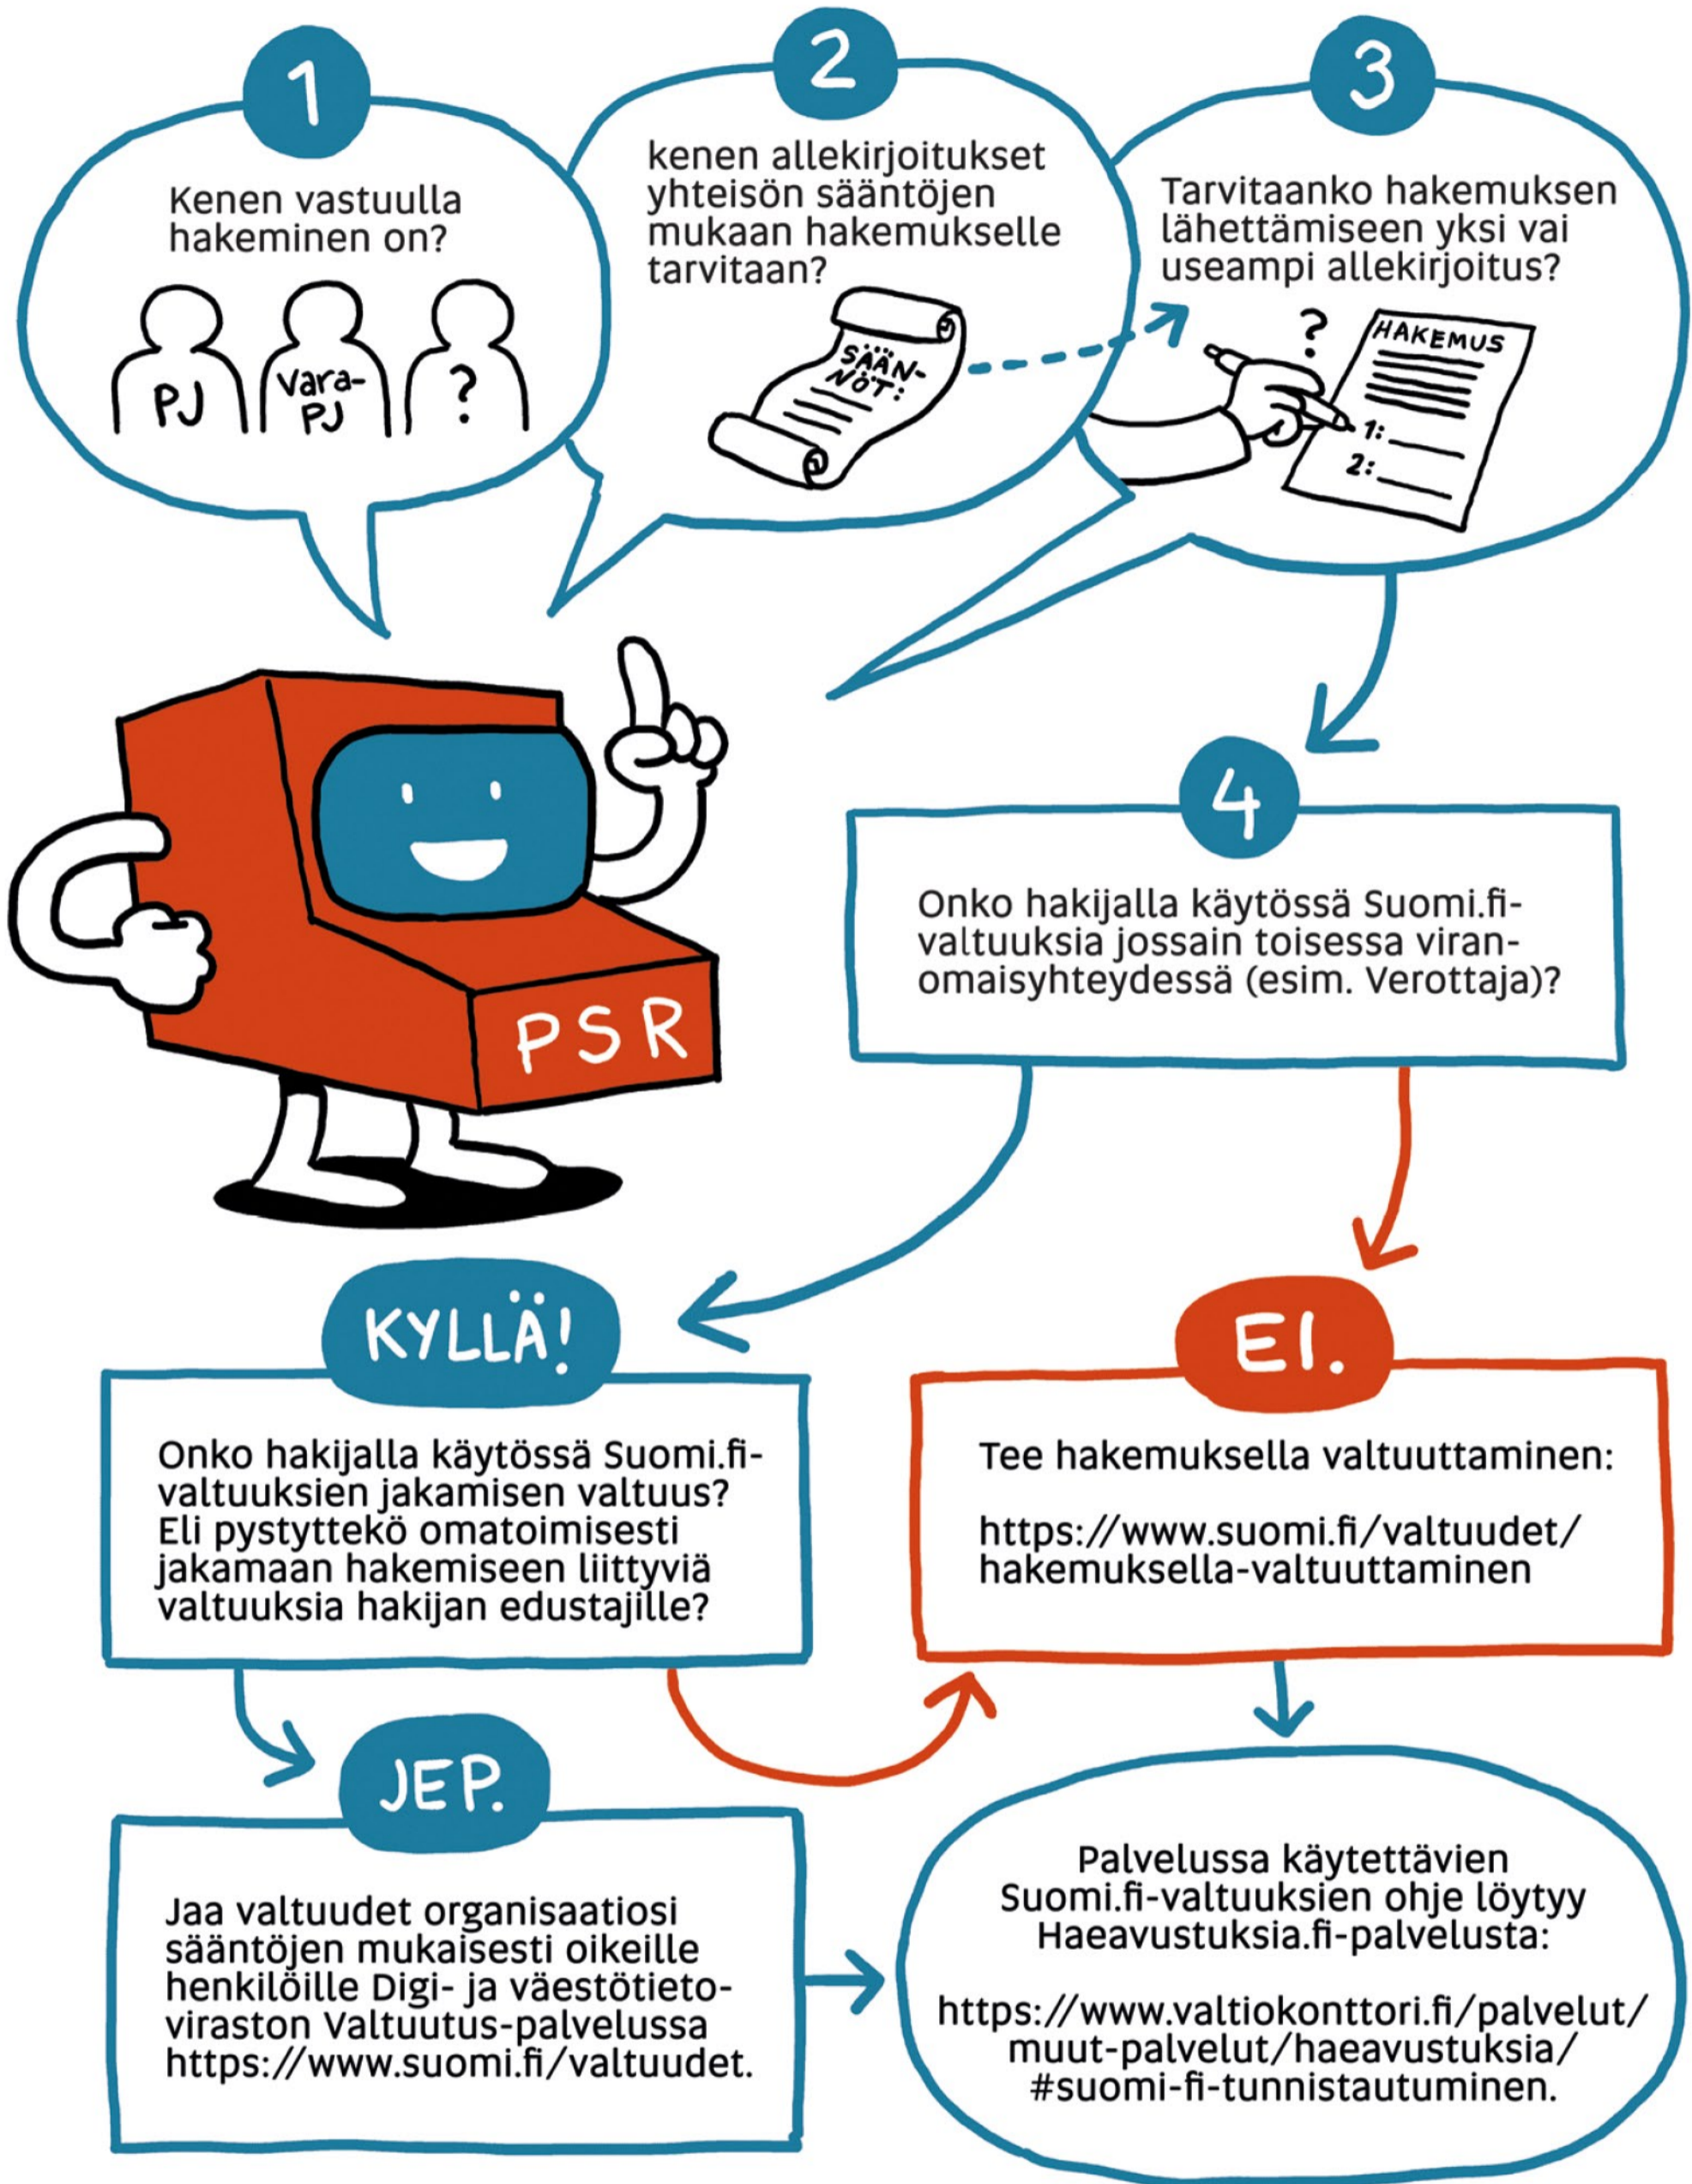 1
Kenen vastuulla
hakeminen on?
PJ
Vara-
PJ
?
2
kenen allekirjoitukset
yhteisön sääntöjen
mukaan hakemukselle
tarvitaan?
SÄÄN-
NÖT:
3
Tarvitaanko hakemuksen
lähettämiseen yksi vai
useampi allekirjoitus?
?
HAKEMUS
1:
2:
PSR
4
Onko hakijalla käytössä Suomi.fi-
valtuuksia jossain toisessa viran-
omaisyhteydessä (esim. Verottaja)?
KYLLÄ!
Onko hakijalla käytössä Suomi.fi-
valtuuksien jakamisen valtuus?
Eli pystyttekö omatoimisesti
jakamaan hakemiseen liittyviä
valtuuksia hakijan edustajille?
EI.
Tee hakemuksella valtuuttaminen:
https://www.suomi.fi/valtuudet/
hakemuksella-valtuuttaminen
JEP.
Jaa valtuudet organisaatiosi
sääntöjen mukaisesti oikeille
henkilöille Digi- ja väestötieto-
viraston Valtuutus-palvelussa
https://www.suomi.fi/valtuudet.
Palvelussa käytettävien
Suomi.fi-valtuuksien ohje löytyy
Haeavustuksia.fi-palvelusta:
https://www.valtiokonttori.fi/palvelut/
muut-palvelut/haeavustuksia/
#suomi-fi-tunnistautuminen.